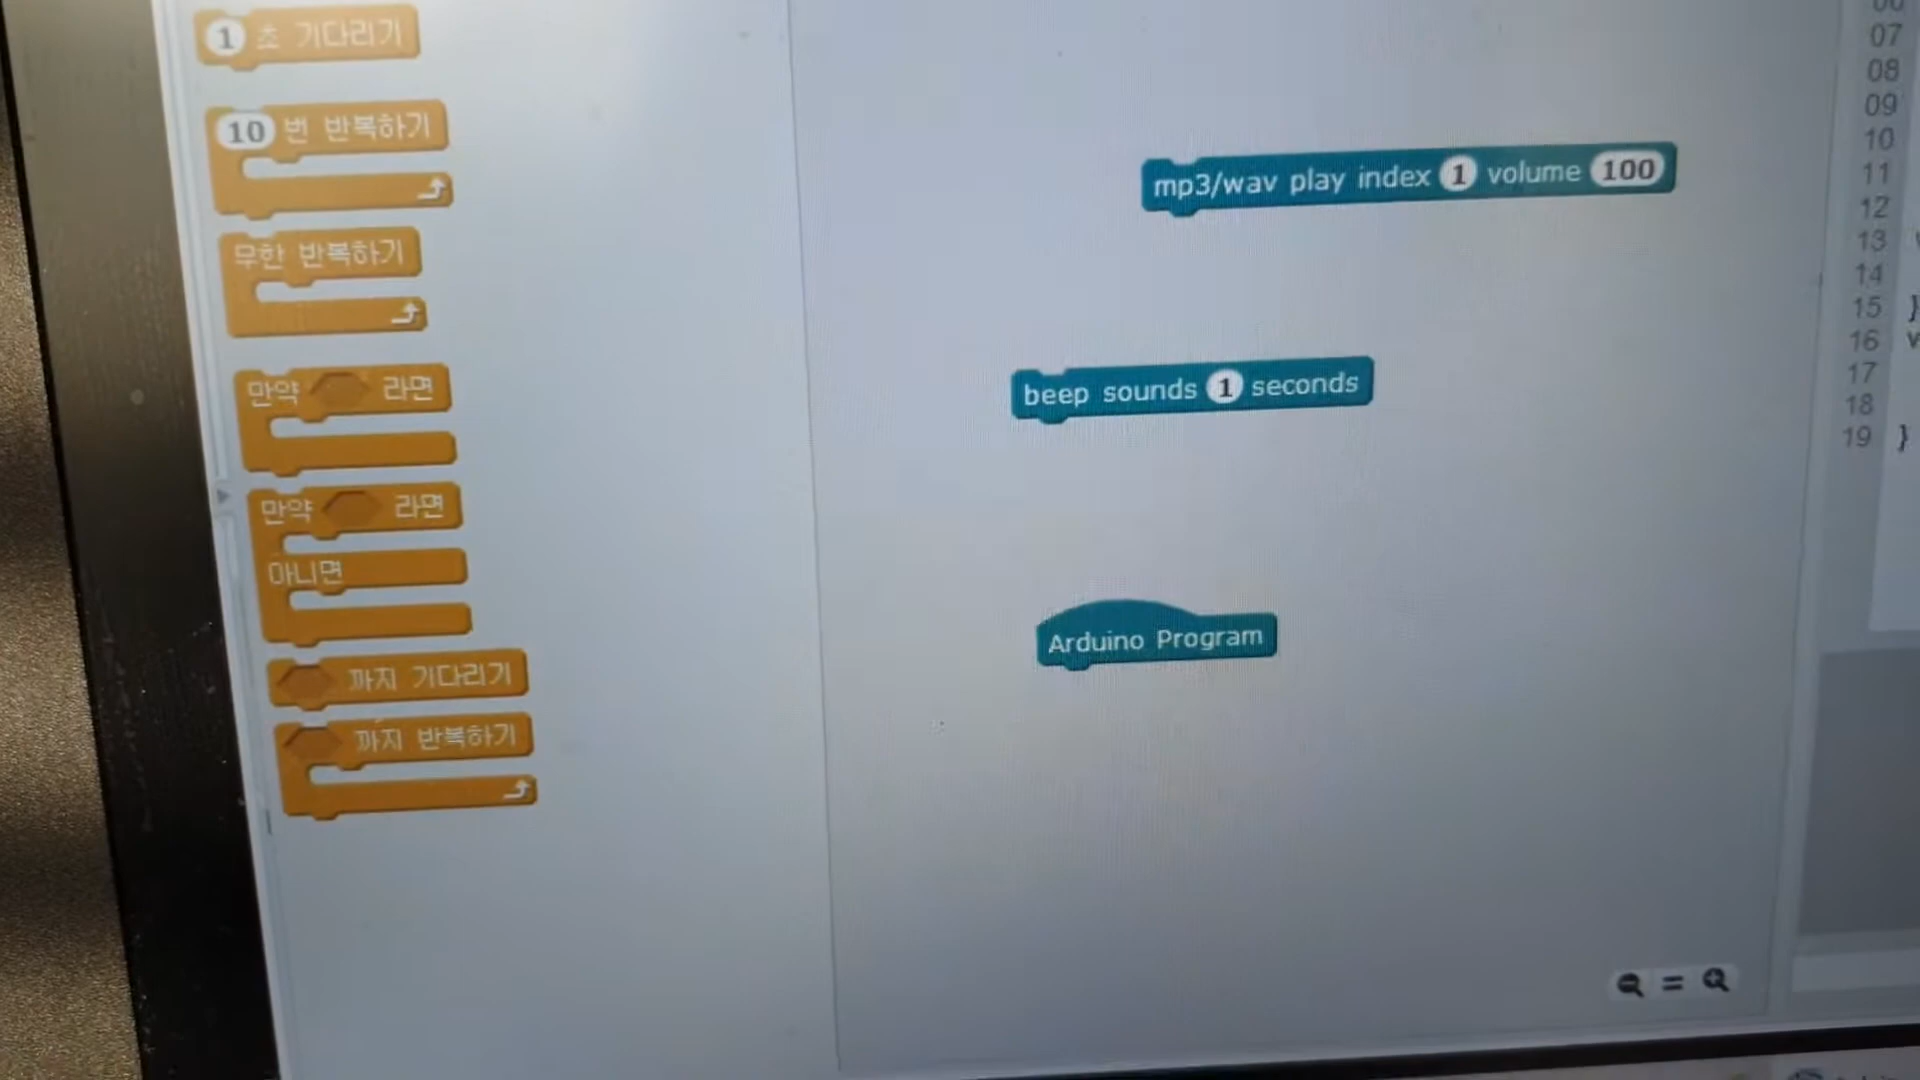 1 초 기다리기
10 번 반복하기
무한 반복하기
만약 라면
만약 라면
아니면
까지 기다리기
까지 반복하기
mp3/wav play index 1 volume 100
beep sounds 1 seconds
Arduino Program
07
08
09
10
11
12
13
14
15 }
16
17
18
19 }